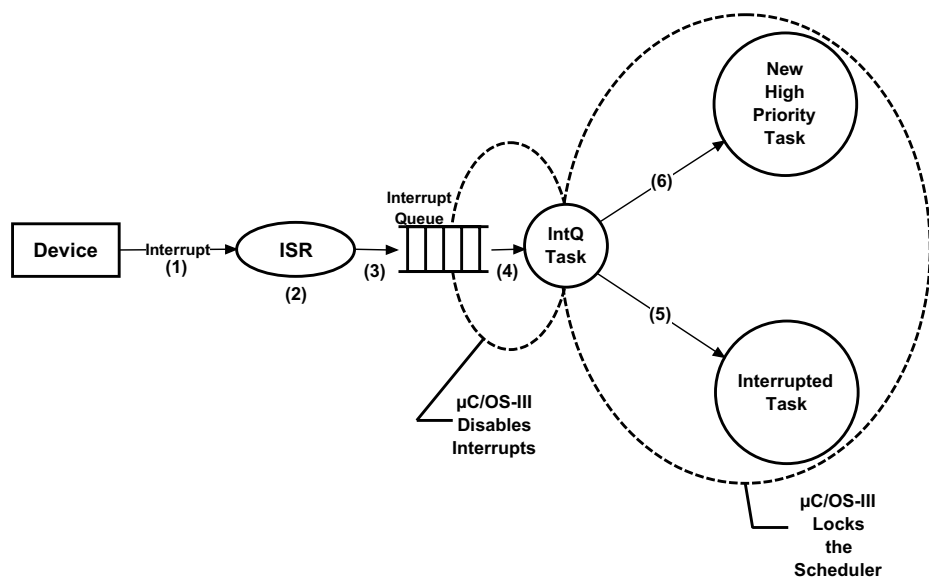 New
High
Priority
Task
(6)
Interrupt
Queue
Device
Interrupt
(1)
ISR
(2)
(3)
(4)
IntQ
Task
(5)
Interrupted
Task
µC/OS-III
Disables
Interrupts
µC/OS-III
Locks
the
Scheduler